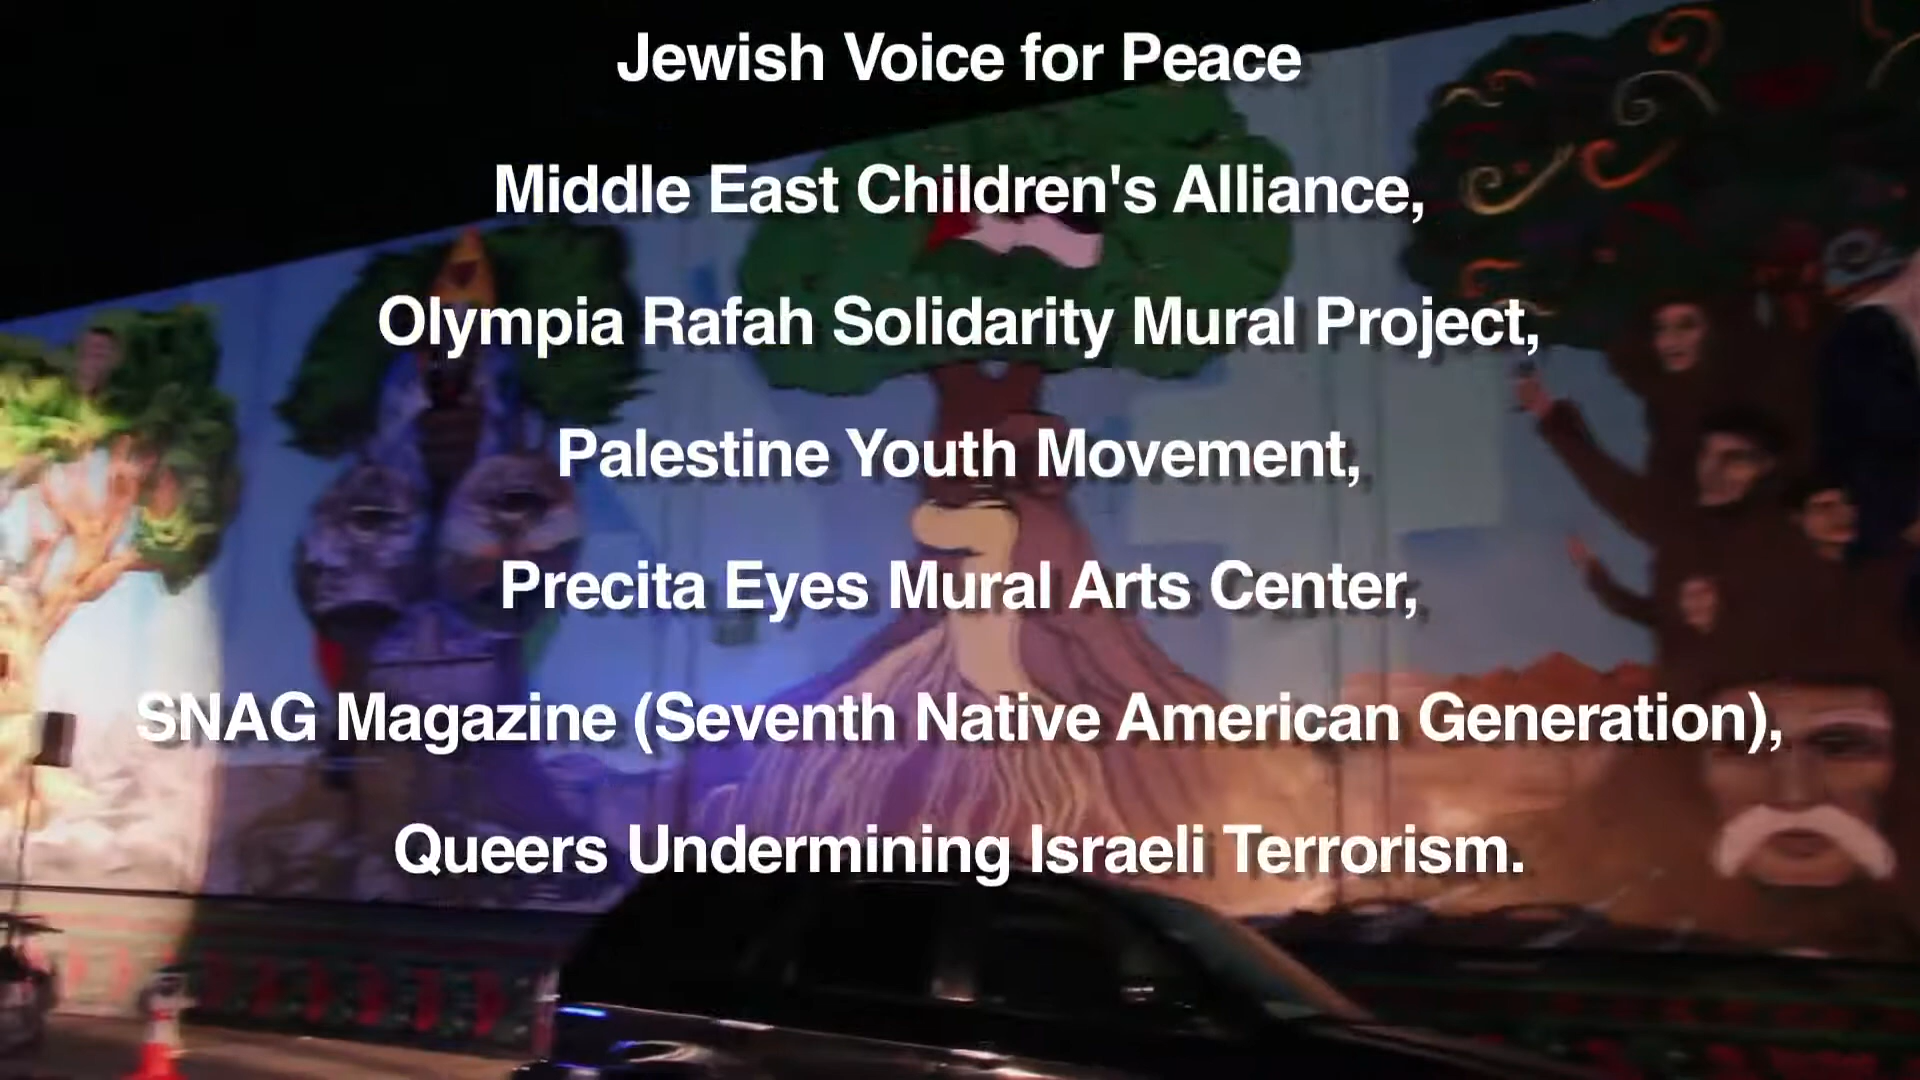 Jewish Voice for Peace
Middle East Children's Alliance,
Olympia Rafah Solidarity Mural Project,
Palestine Youth Movement,
Precita Eyes Mural Arts Center,
SNAG Magazine (Seventh Native American Generation),
Queers Undermining Israeli Terrorism.